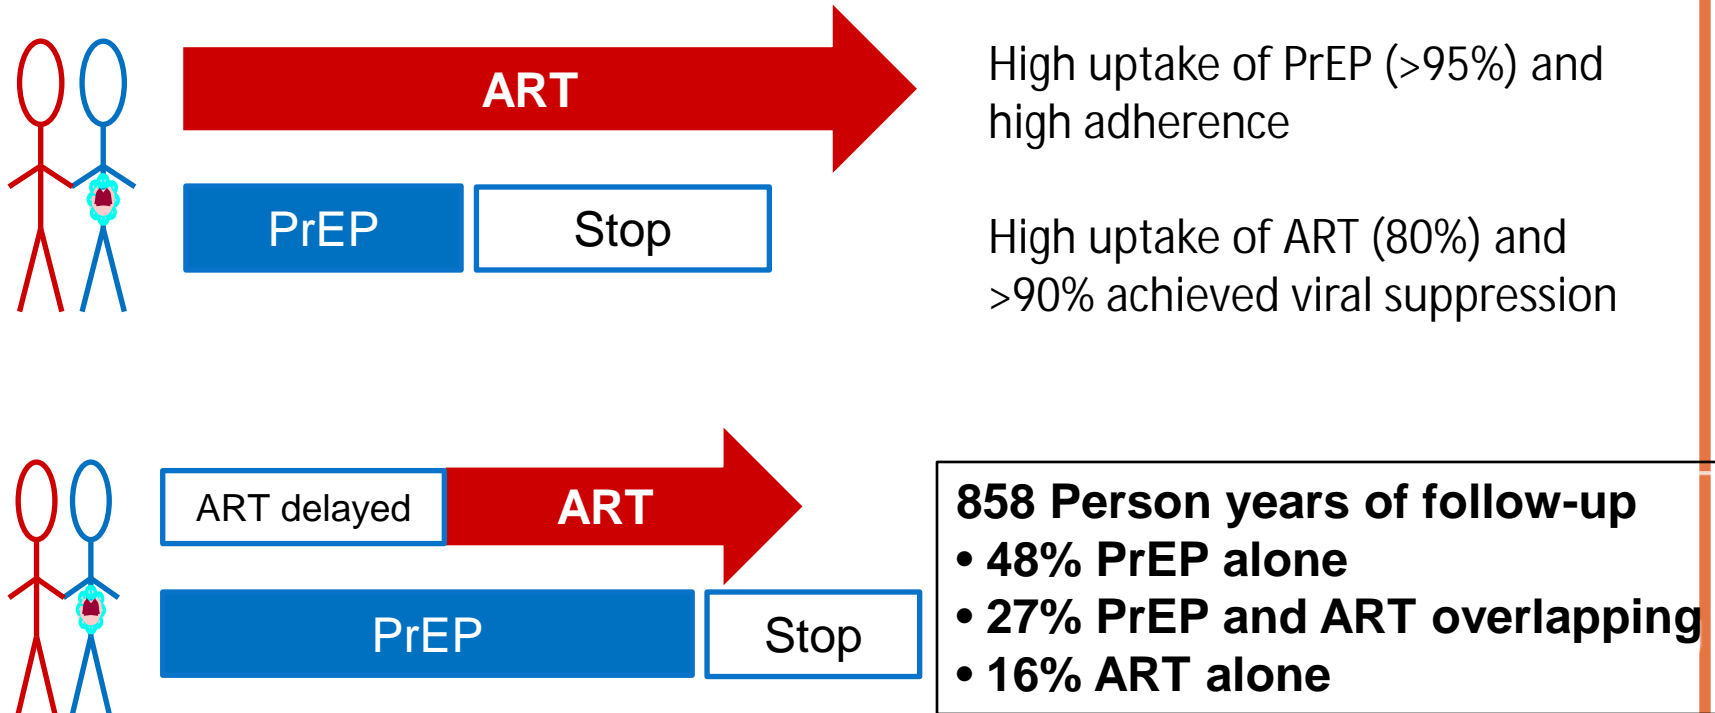 ART
PrEP
Stop
High uptake of PrEP (>95%) and
high adherence
High uptake of ART (80%) and
>90% achieved viral suppression
ART delayed
ART
PrEP
Stop
858 Person years of follow-up
• 48% PrEP alone
• 27% PrEP and ART overlapping
• 16% ART alone